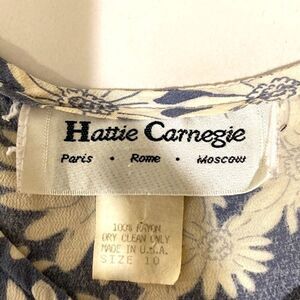 Hattie Carnegie
Paris • Rome • Moscow
100% RAYON
DRY CLEAN ONLY
MADE IN U.S.A.
SIZE 10